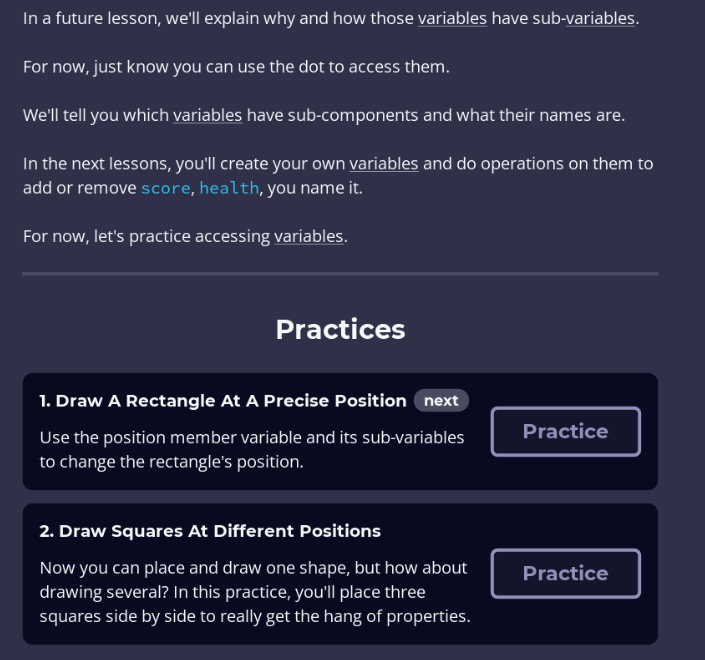 In a future lesson, we'll explain why and how those variables have sub-variables.
For now, just know you can use the dot to access them.
We'll tell you which variables have sub-components and what their names are.
In the next lessons, you'll create your own variables and do operations on them to
add or remove score, health, you name it.
For now, let's practice accessing variables.
Practices
1. Draw A Rectangle At A Precise Position next
Use the position member variable and its sub-variables
to change the rectangle's position.
Practice
2. Draw Squares At Different Positions
Now you can place and draw one shape, but how about
drawing several? In this practice, you'll place three
squares side by side to really get the hang of properties.
Practice